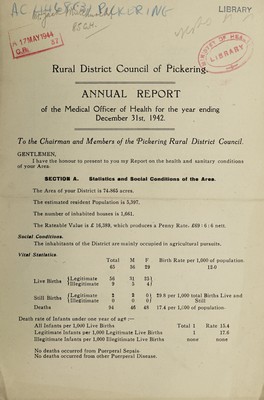 AC
PICKERING
LIBRARY
17MAY1944
LIBRARY
Rural District Council of Pickering.
ANNUAL REPORT
of the Medical Officer of Health for the year ending
December 31st, 1942.
To the Chairman and Members of the Pickering Rural District Council.
GENTLEMEN,
I have the honour to present to you my Report on the health and sanitary conditions
of your Area.
SECTION A. Statistics and Social Conditions of the Area.
The Area of your District is 74,865 acres.
The estimated resident Population is 5,397.
The number of inhabited houses is 1,661.
The Rateable Value is £ 16,389, which produces a Penny Rate. £69 : 6 : 6 nett.
Social Conditions.
The inhabitants of the District are mainly occupied in agricultural pursuits.
Vital Statistics
Total M F Birth Rate per 1,000 of population
65 36 29 12.0
Live Births { Legitimate 56 31 25 }
{ Illegitimate 9 5 4 }
Still Births { Legitimate 2 2 0 } 29.8 per 1,000 total Births Live and
{ Illegitimate 0 0 0 } Still
Deaths 94 46 48 17.4 per 1,000 of population.
Death rate of Infants under one year of age :—
All Infants per 1,000 Live Births Total 1 Rate 15.4
Legitimate Infants per 1,000 Legitimate Live Births 1 17.6
Illegitimate Infants per 1,000 Illegitimate Live Births none none
No deaths occurred from Puerperal Sepsis
No deaths occurred from other Puerperal Disease.